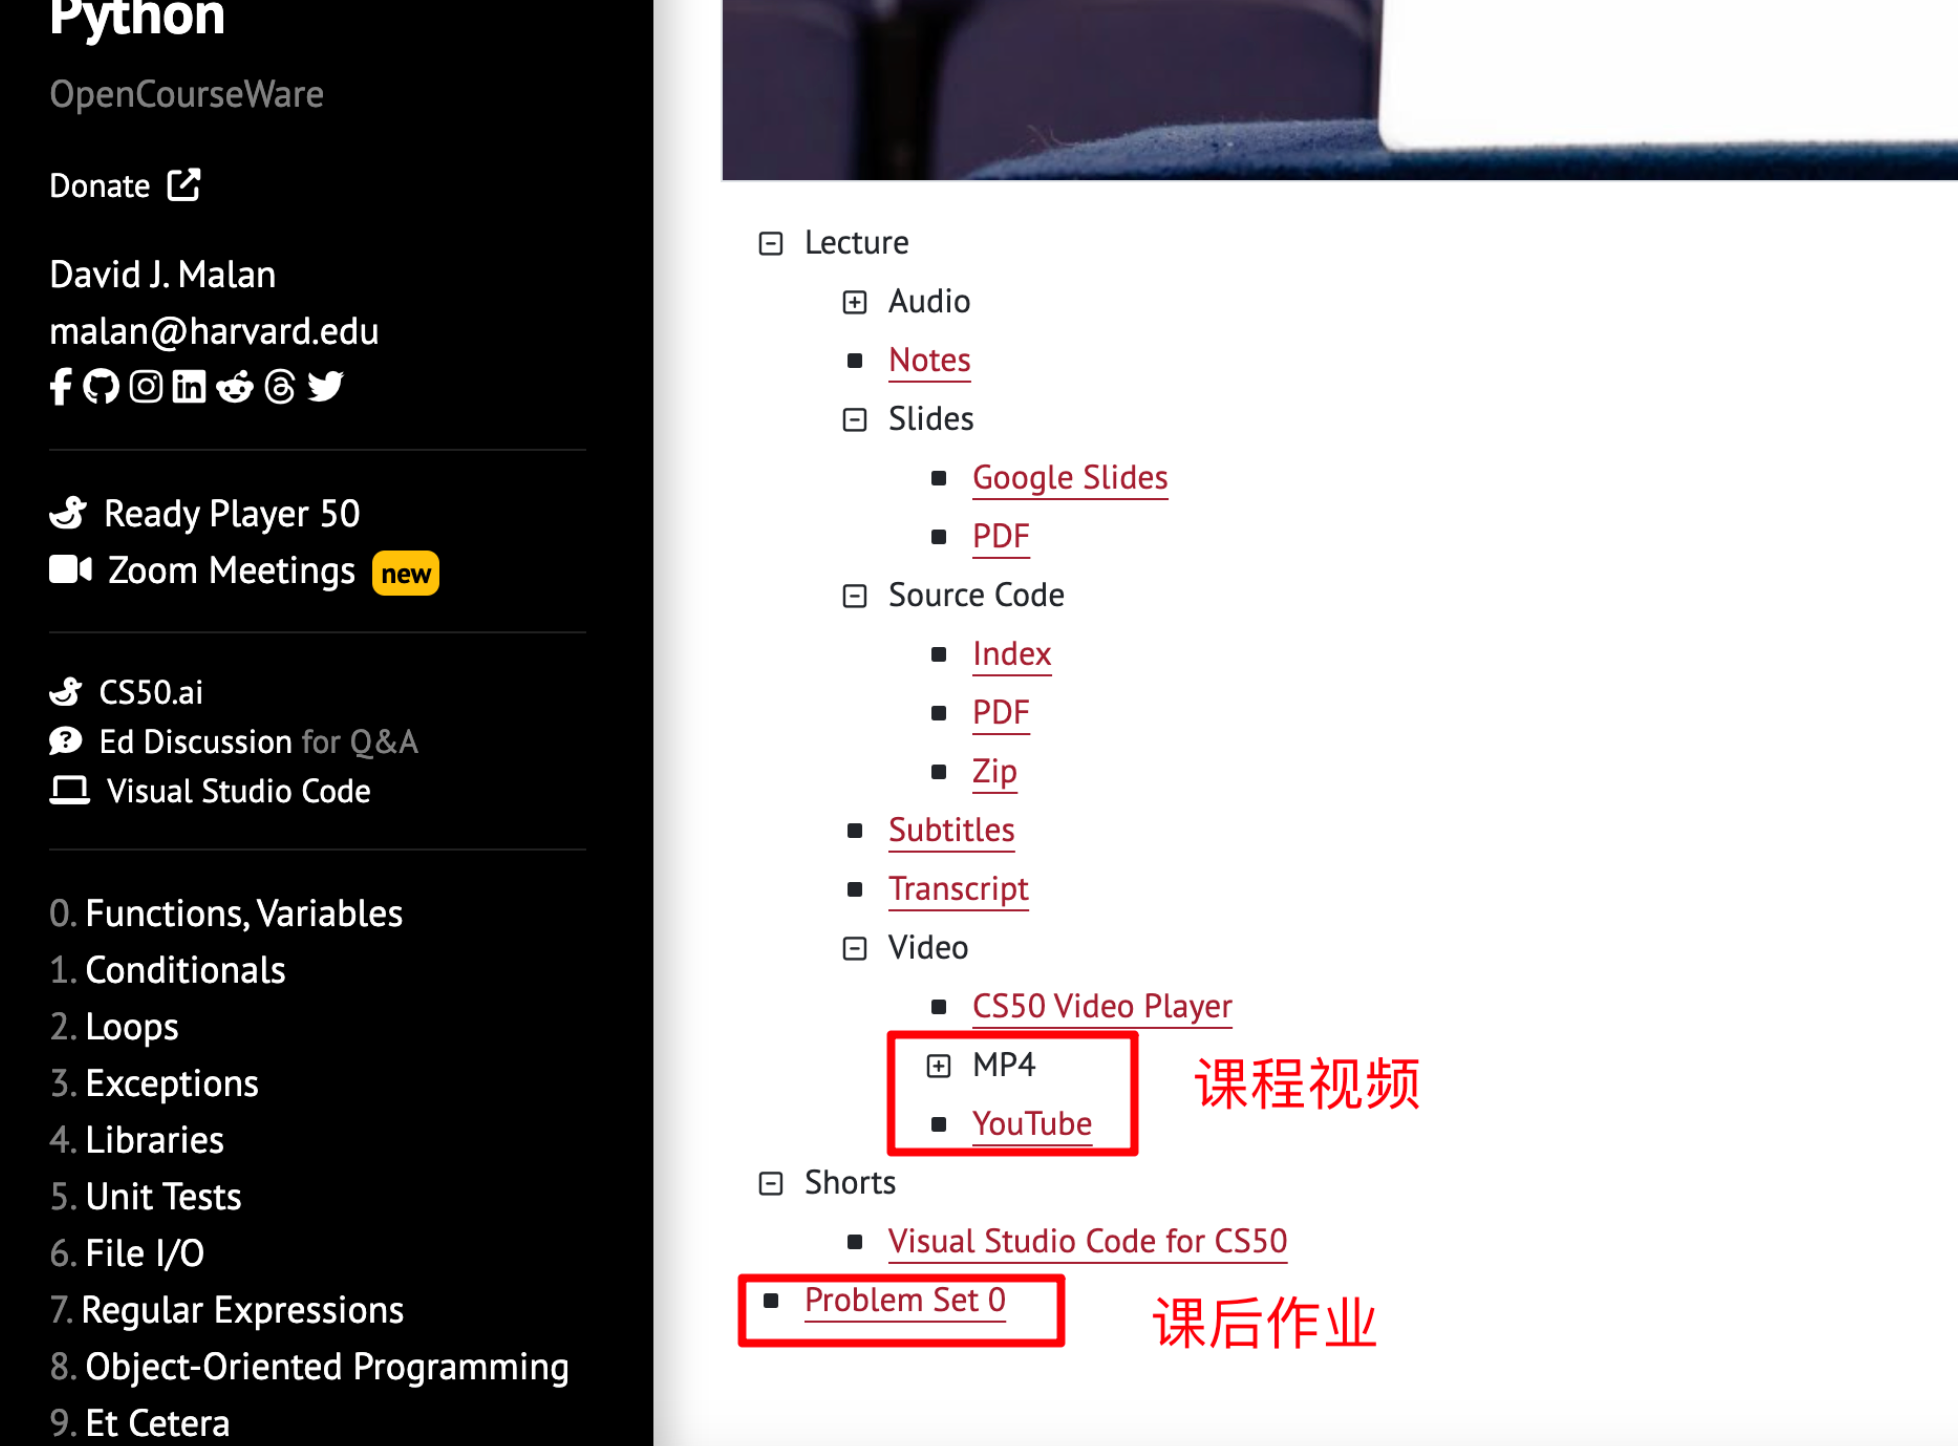 Python
OpenCourseWare
Donate
David J. Malan
malan@harvard.edu
Ready Player 50
Zoom Meetings new
CS50.ai
Ed Discussion for Q&A
Visual Studio Code
0. Functions, Variables
1. Conditionals
2. Loops
3. Exceptions
4. Libraries
5. Unit Tests
6. File I/O
7. Regular Expressions
8. Object-Oriented Programming
9. Et Cetera
Lecture
Audio
Notes
Slides
Google Slides
PDF
Source Code
Index
PDF
Zip
Subtitles
Transcript
Video
CS50 Video Player
MP4
YouTube
课程视频
Shorts
Visual Studio Code for CS50
Problem Set 0
课后作业